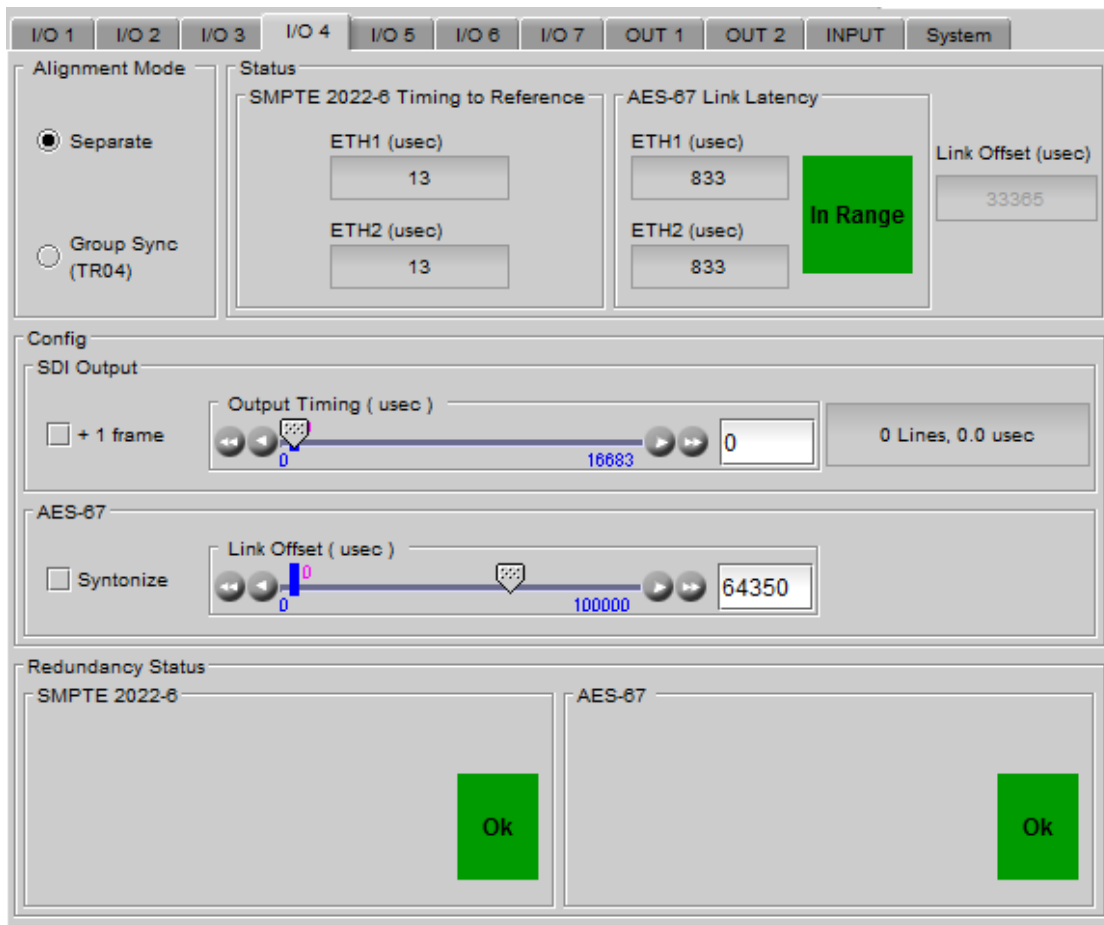 I/O 1 I/O 2 I/O 3 I/O 4 I/O 5 I/O 6 I/O 7 OUT 1 OUT 2 INPUT System
Alignment Mode
Separate
Group Sync
(TR04)
Status
SMPTE 2022-6 Timing to Reference
ETH1 (usec)
13
ETH2 (usec)
13
AES-67 Link Latency
ETH1 (usec)
833
ETH2 (usec)
833
In Range
Link Offset (usec)
33365
Config
SDI Output
+ 1 frame
Output Timing ( usec )
0
16683
0
0 Lines, 0.0 usec
AES-67
Syntonize
Link Offset ( usec )
0
0
100000
64350
Redundancy Status
SMPTE 2022-6
Ok
AES-67
Ok